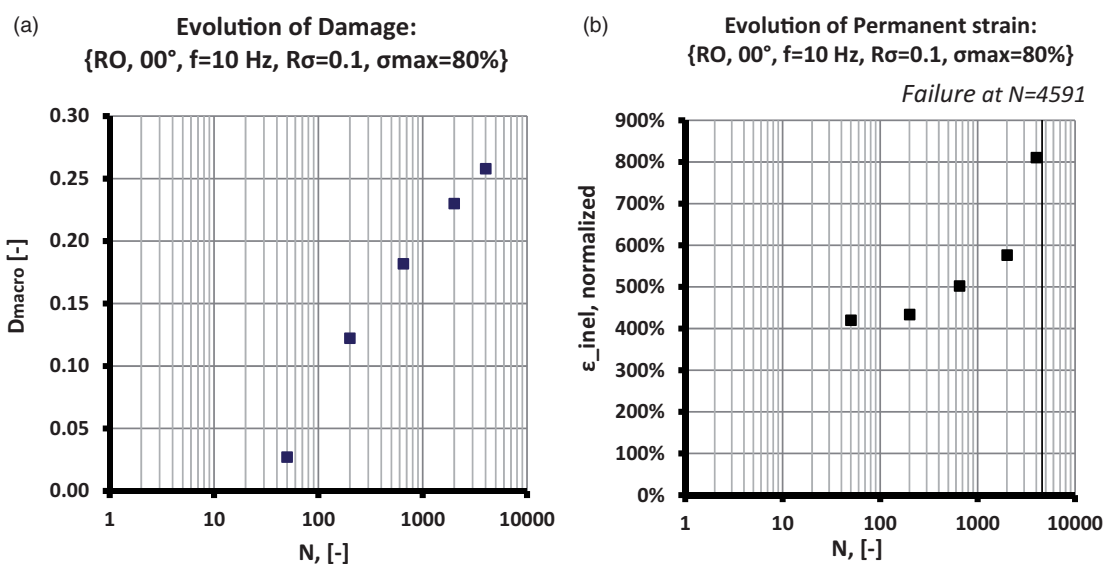 (a)
Evolution of Damage:
{RO, 00°, f=10 Hz, Rσ=0.1, σmax=80%}
0.30
0.25
0.20
0.15
0.10
0.05
0.00
Dmacro [-]
1
10
100
1000
10000
N, [-]
(b)
Evolution of Permanent strain:
{RO, 00°, f=10 Hz, Rσ=0.1, σmax=80%}
Failure at N=4591
900%
800%
700%
600%
500%
400%
300%
200%
100%
0%
ε_inel, normalized
1
10
100
1000
10000
N, [-]